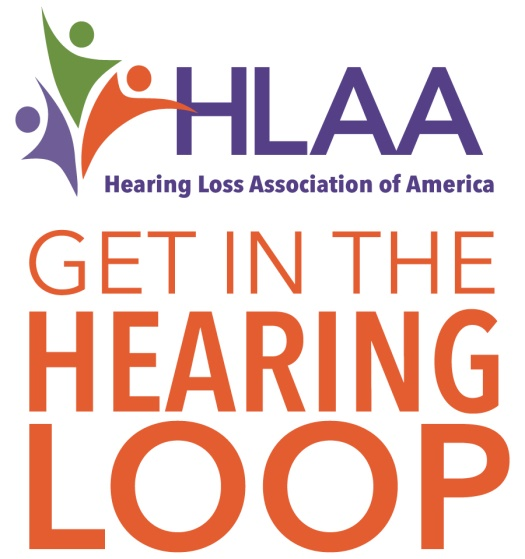 HLAA
Hearing Loss Association of America
GET IN THE
HEARING
LOOP